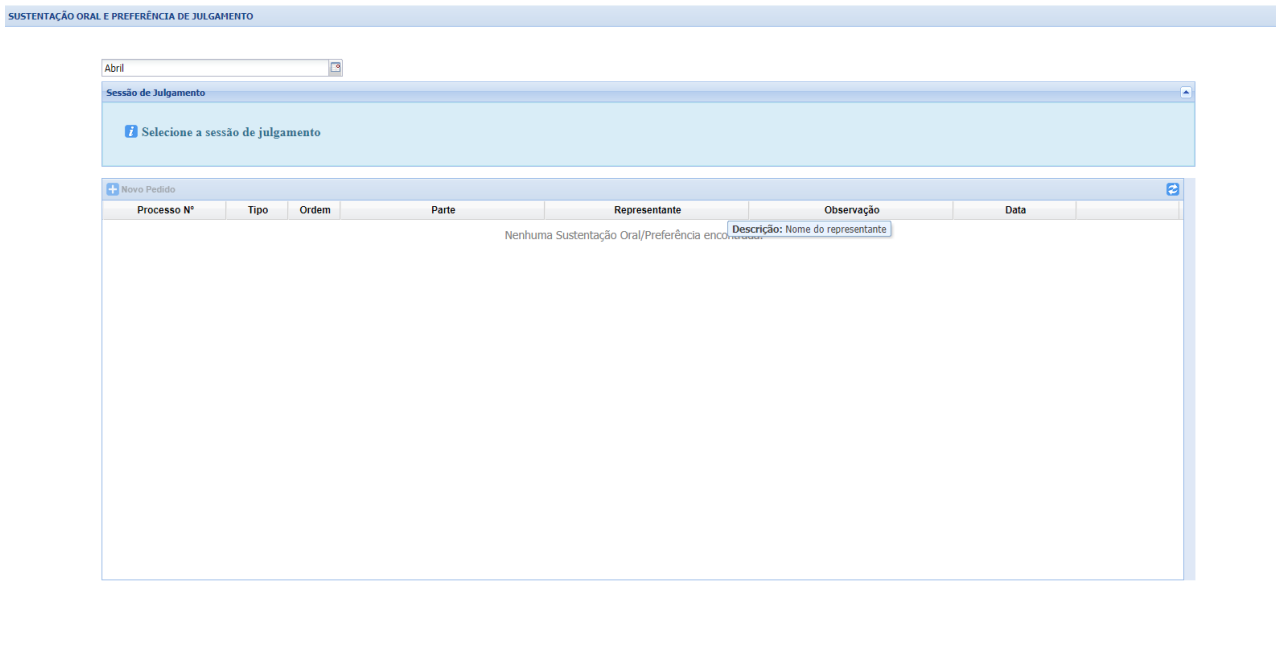 SUSTENTAÇÃO ORAL E PREFERÊNCIA DE JULGAMENTO
Abril
Sessão de Julgamento
Selecione a sessão de julgamento
Novo Pedido
Processo Nº Tipo Ordem Parte Representante Observação Data
Nenhuma Sustentação Oral/Preferência
Descrição: Nome do representante